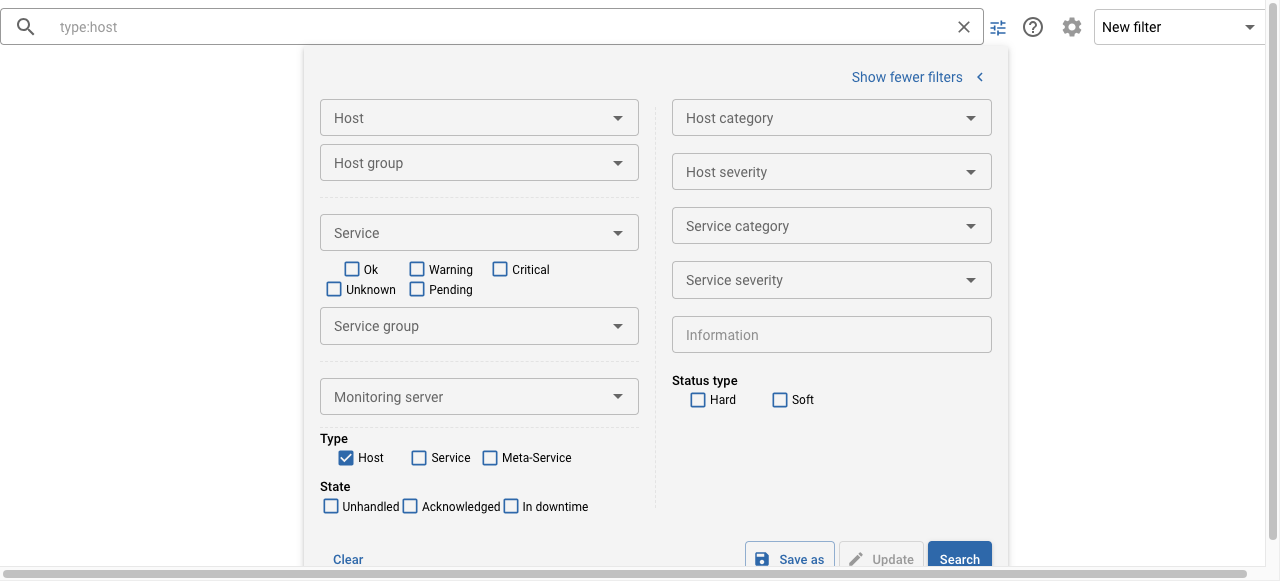 type:host
New filter
Show fewer filters
Host
Host group
Service
Ok
Warning
Critical
Unknown
Pending
Service group
Monitoring server
Type
Host
Service
Meta-Service
State
Unhandled
Acknowledged
In downtime
Host category
Host severity
Service category
Service severity
Information
Status type
Hard
Soft
Clear
Save as
Update
Search